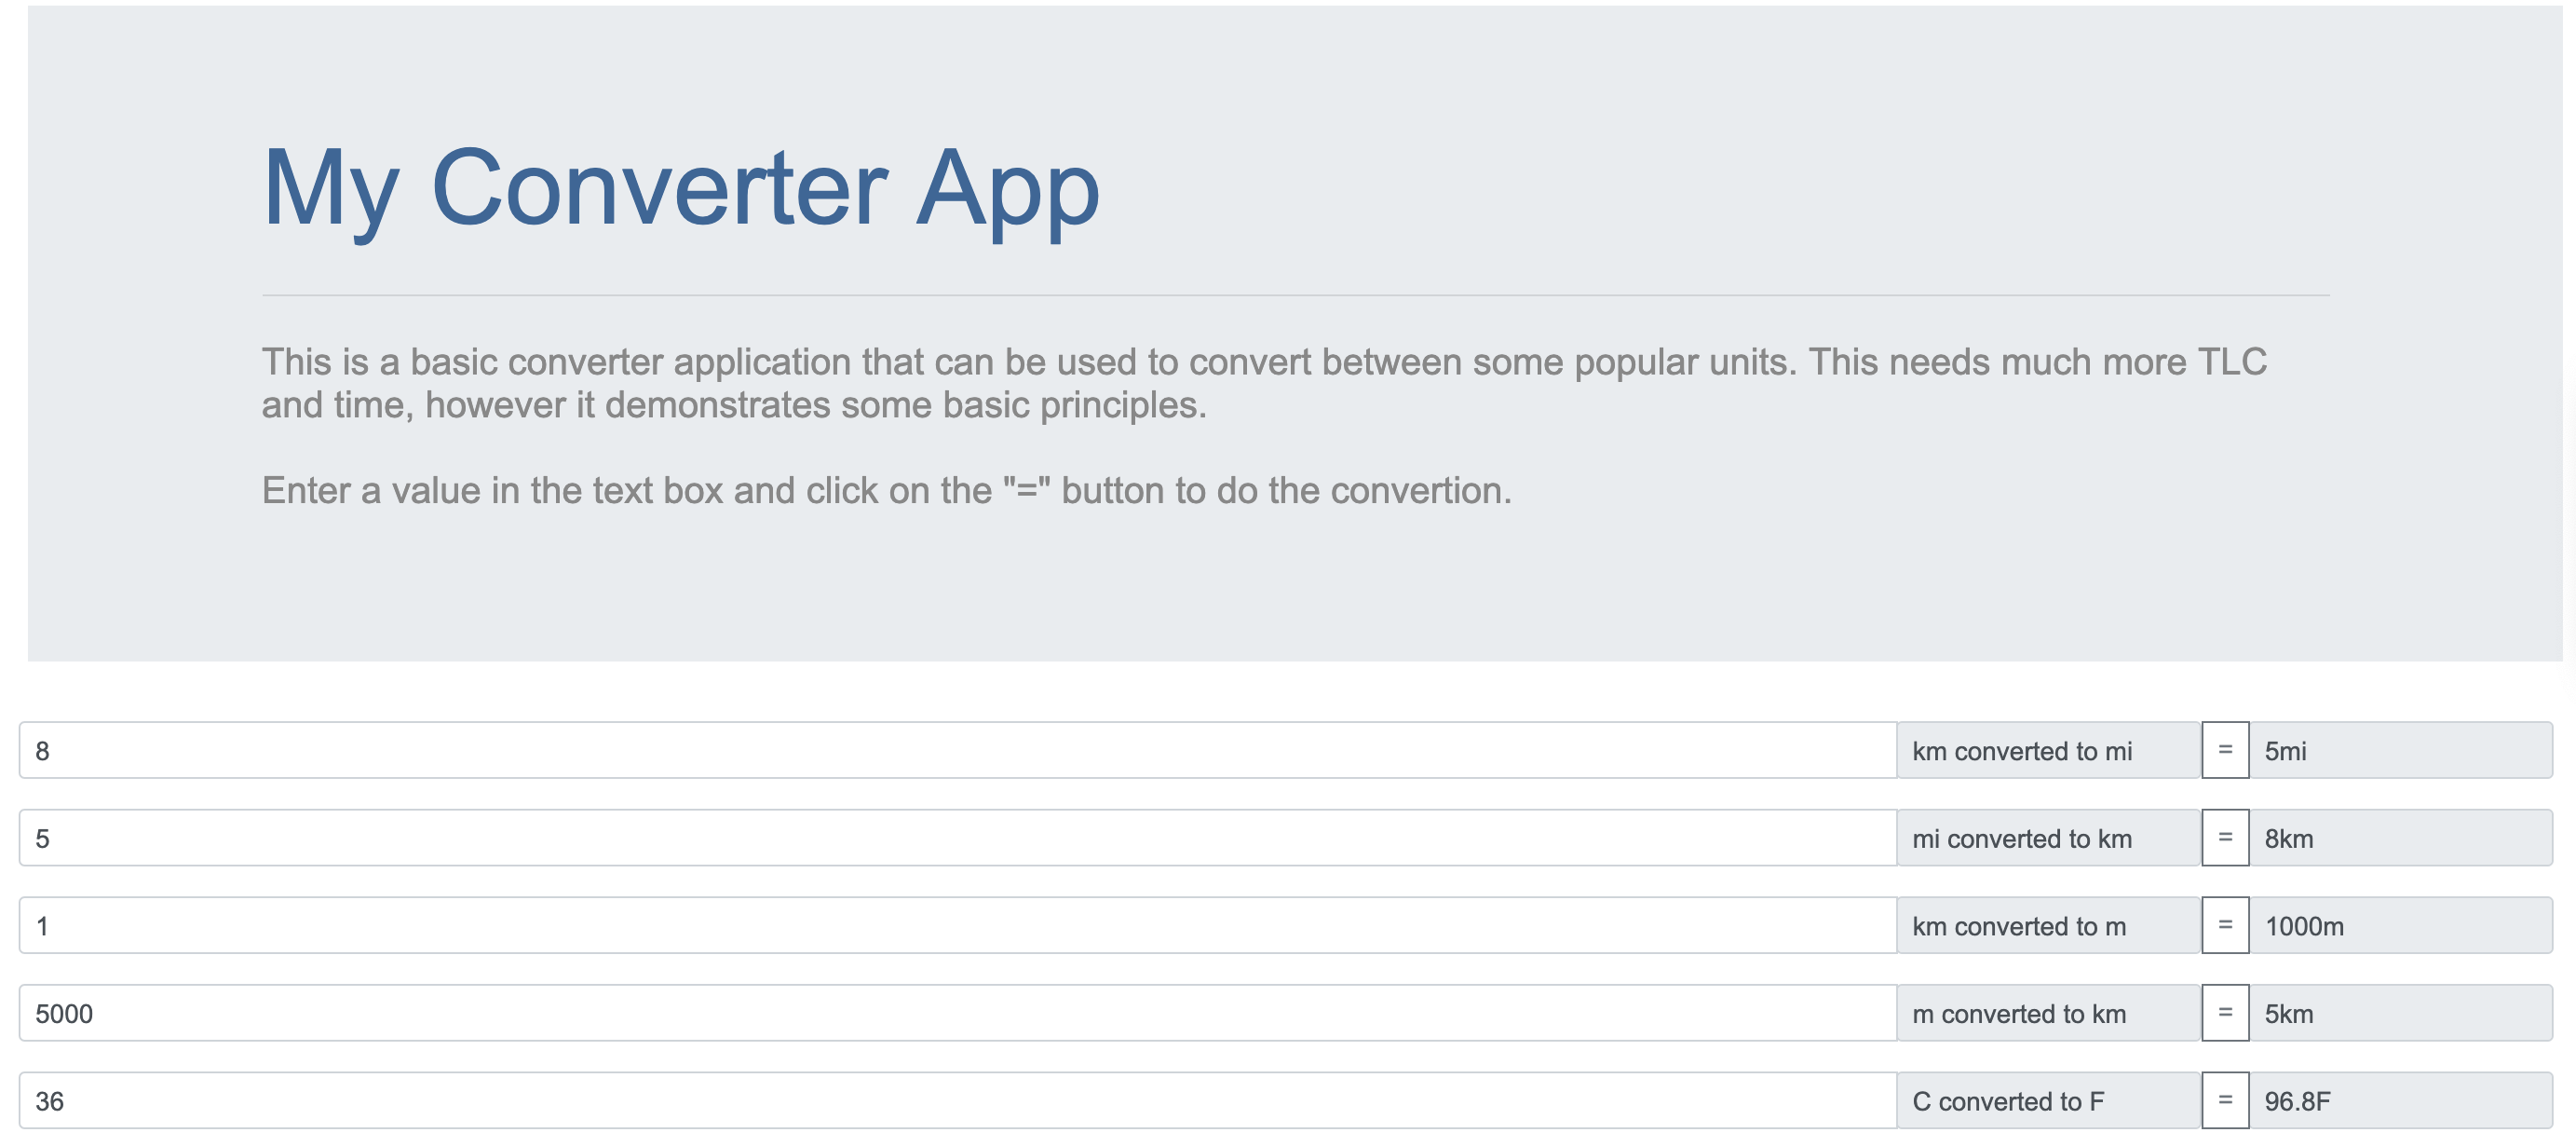 My Converter App
This is a basic converter application that can be used to convert between some popular units. This needs much more TLC
and time, however it demonstrates some basic principles.
Enter a value in the text box and click on the "=" button to do the convertion.
8 km converted to mi = 5mi
5 mi converted to km = 8km
1 km converted to m = 1000m
5000 m converted to km = 5km
36 C converted to F = 96.8F